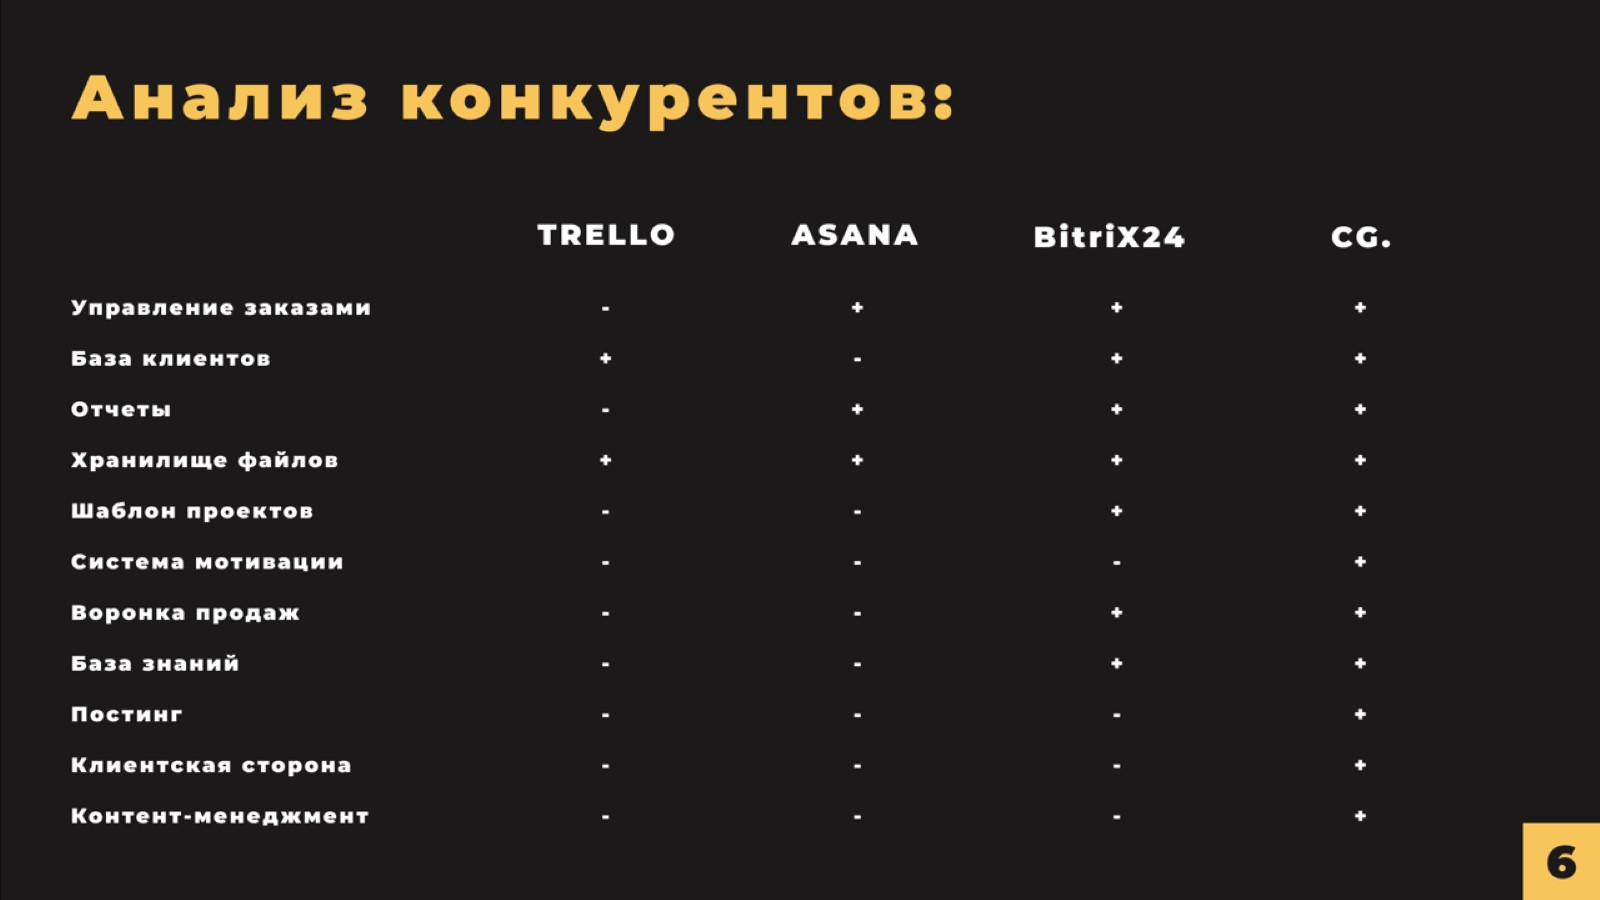 Анализ конкурентов:
TRELLO ASANA BitriX24 CG.
Управление заказами - + + +
База клиентов + - + +
Отчеты - + + +
Хранилище файлов + + + +
Шаблон проектов - - + +
Система мотивации - - - +
Воронка продаж - - + +
База знаний - - + +
Постинг - - - +
Клиентская сторона - - - +
Контент-менеджмент - - - +
6